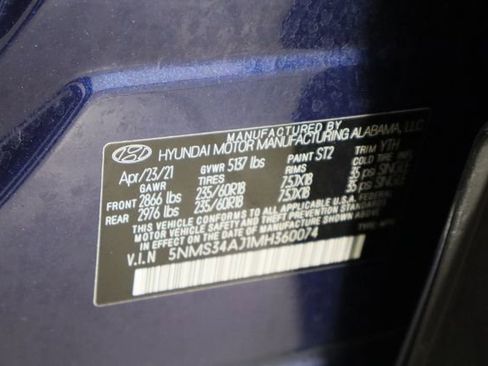 MANUFACTURED BY
HYUNDAI MOTOR MANUFACTURING ALABAMA, LLC
Apr/23/21 GVWR 5137 lbs PAINT ST2 TRIM YTH
GAWR TIRES RIMS COLD TIRE
FRONT 2866 lbs 235/60R18 7.5JX18 35 psi SINGLE
REAR 2976 lbs 235/60R18 7.5JX18 35 psi SINGLE
THIS VEHICLE CONFORMS TO ALL APPLICABLE U.S.A. FEDERAL
MOTOR VEHICLE SAFETY AND THEFT PREVENTION STANDARDS
IN EFFECT ON THE DATE OF MANUFACTURE
V.I.N 5NMS34AJ1MH360074